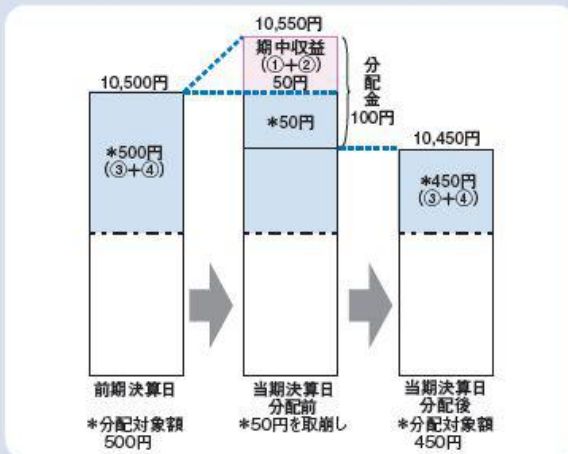 10,550円
期中収益
(①+②)
50円
分配金
100円
10,500円
*500円
(③+④)
*50円
10,450円
*450円
(③+④)
前期決算日
*分配対象額
500円
当期決算日
分配前
*50円を取崩し
当期決算日
分配後
*分配対象額
450円